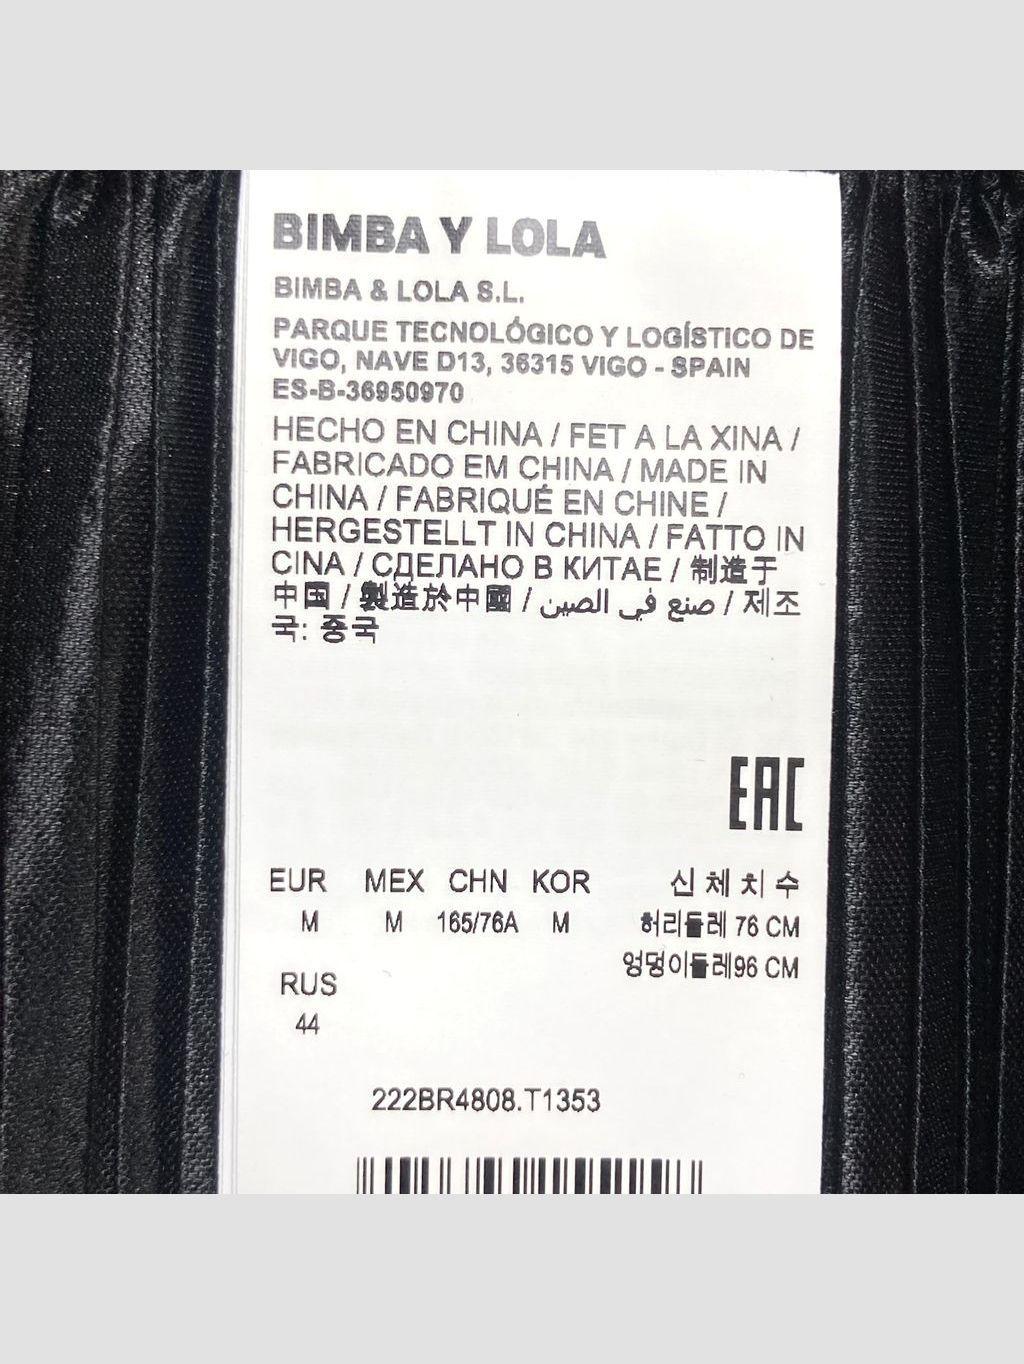 BIMBA Y LOLA
BIMBA & LOLA S.L.
PARQUE TECNOLÓGICO Y LOGÍSTICO DE
VIGO, NAVE D13, 36315 VIGO - SPAIN
ES-B-36950970
HECHO EN CHINA / FET A LA XINA /
FABRICADO EM CHINA / MADE IN
CHINA / FABRIQUÉ EN CHINE /
HERGESTELLT IN CHINA / FATTO IN
CINA / СДЕЛАНО В КИТАЕ / 制造于
中国 / 製造於中國 / صنع في الصين / 제조
국: 중국
EAC
EUR MEX CHN KOR 신체치수
M M 165/76A M 허리둘레 76 CM
엉덩이둘레96 CM
RUS
44
222BR4808.T1353